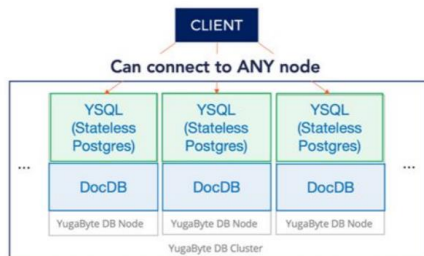 CLIENT
Can connect to ANY node
YSQL
(Stateless
Postgres)
YSQL
(Stateless
Postgres)
YSQL
(Stateless
Postgres)
...
...
DocDB
DocDB
DocDB
YugaByte DB Node
YugaByte DB Node
YugaByte DB Node
YugaByte DB Cluster